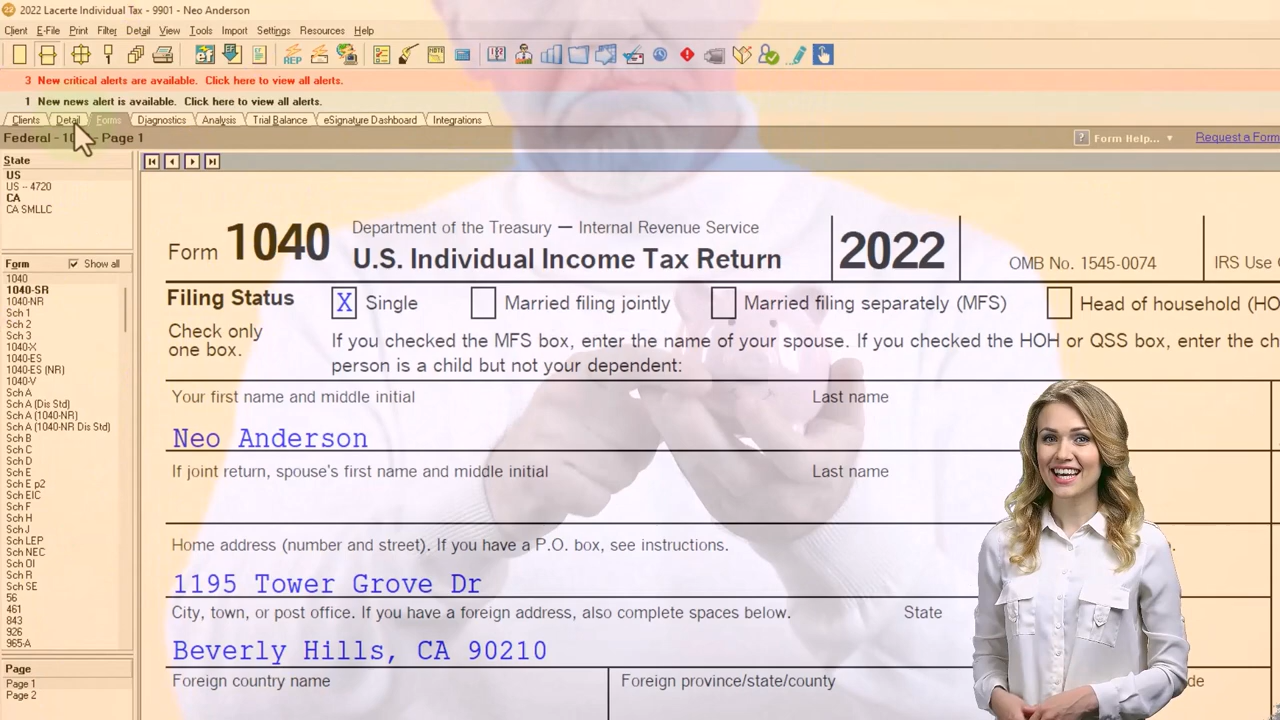 2022 Lacerte Individual Tax - 9901 - Neo Anderson
Client E-File Print Filter Detail View Tools Import Settings Resources Help
REP
3 New critical alerts are available. Click here to view all alerts.
1 New news alert is available. Click here to view all alerts.
Clients Detail Forms Diagnostics Analysis Trial Balance eSignature Dashboard Integrations
Federal - Page 1
? Form Help...
Request a Form
State
US
US -- 4720
CA
CA SMLLC
Form Show all
1040
1040-SR
1040-NR
Sch 1
Sch 2
Sch 3
1040-X
1040-ES
1040-ES (NR)
1040-V
Sch A
Sch A (Dis Std)
Sch A (1040-NR)
Sch A (1040-NR Dis Std)
Sch B
Sch C
Sch D
Sch E
Sch E p2
Sch EIC
Sch F
Sch H
Sch J
Sch LEP
Sch NEC
Sch OI
Sch R
Sch SE
56
461
843
926
965-A
Page
Page 1
Page 2
Form 1040
Department of the Treasury — Internal Revenue Service
U.S. Individual Income Tax Return
2022
OMB No. 1545-0074
IRS Use
Filing Status
Check only
one box.
X Single
Married filing jointly
Married filing separately (MFS)
Head of household (HO
If you checked the MFS box, enter the name of your spouse. If you checked the HOH or QSS box, enter the ch
person is a child but not your dependent:
Your first name and middle initial
Last name
Neo Anderson
If joint return, spouse's first name and middle initial
Last name
Home address (number and street). If you have a P.O. box, see instructions.
1195 Tower Grove Dr
City, town, or post office. If you have a foreign address, also complete spaces below.
State
Beverly Hills, CA 90210
Foreign country name
Foreign province/state/county